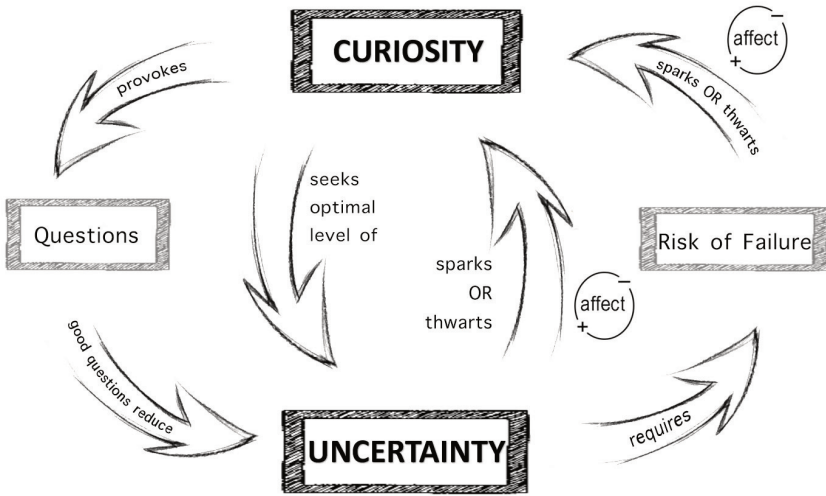 CURIOSITY
affect
−
+
provokes
sparks OR thwarts
seeks
optimal
level of
Questions
Risk of Failure
sparks
OR
thwarts
affect
−
+
good questions reduce
requires
UNCERTAINTY